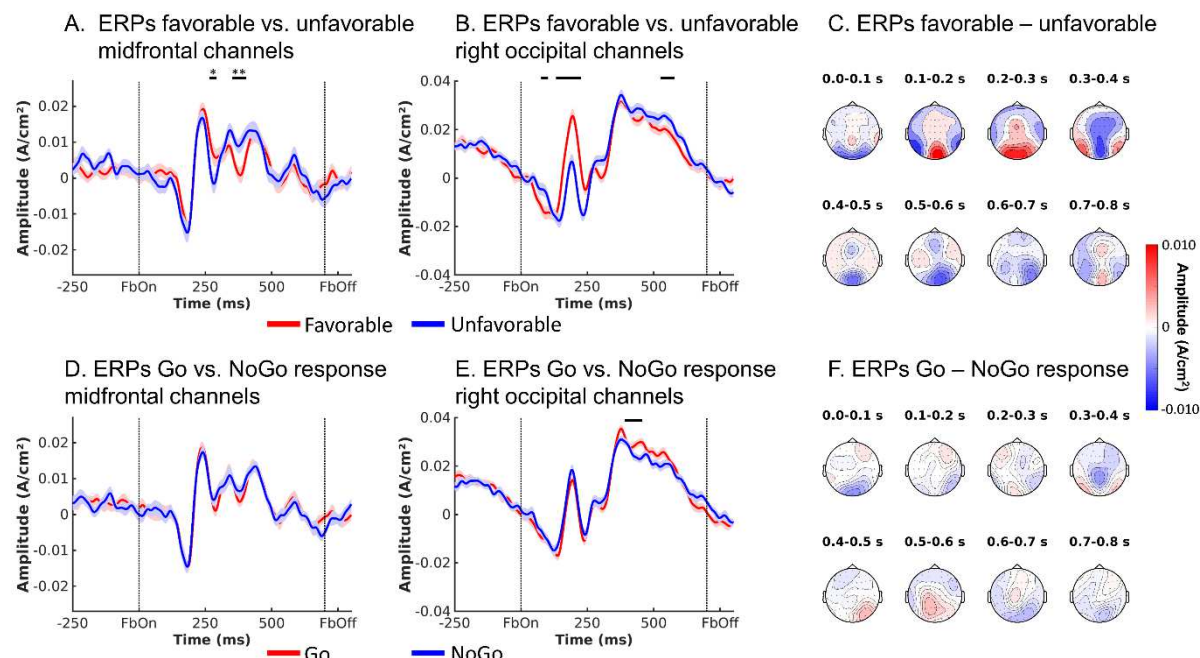 A. ERPs favorable vs. unfavorable
midfrontal channels
* **
Amplitude (A/cm²)
0.02
0.01
0
-0.01
-0.02
-250 FbOn 250 500 FbOff
Time (ms)
B. ERPs favorable vs. unfavorable
right occipital channels
Amplitude (A/cm²)
0.04
0.02
0
-0.02
-0.04
-250 FbOn 250 500 FbOff
Time (ms)
Favorable Unfavorable
C. ERPs favorable – unfavorable
0.0-0.1 s 0.1-0.2 s 0.2-0.3 s 0.3-0.4 s
0.4-0.5 s 0.5-0.6 s 0.6-0.7 s 0.7-0.8 s
0.010
0
-0.010
Amplitude (A/cm²)
D. ERPs Go vs. NoGo response
midfrontal channels
Amplitude (A/cm²)
0.02
0.01
0
-0.01
-0.02
-250 FbOn 250 500 FbOff
Time (ms)
E. ERPs Go vs. NoGo response
right occipital channels
Amplitude (A/cm²)
0.04
0.02
0
-0.02
-0.04
-250 FbOn 250 500 FbOff
Time (ms)
Go NoGo
F. ERPs Go – NoGo response
0.0-0.1 s 0.1-0.2 s 0.2-0.3 s 0.3-0.4 s
0.4-0.5 s 0.5-0.6 s 0.6-0.7 s 0.7-0.8 s